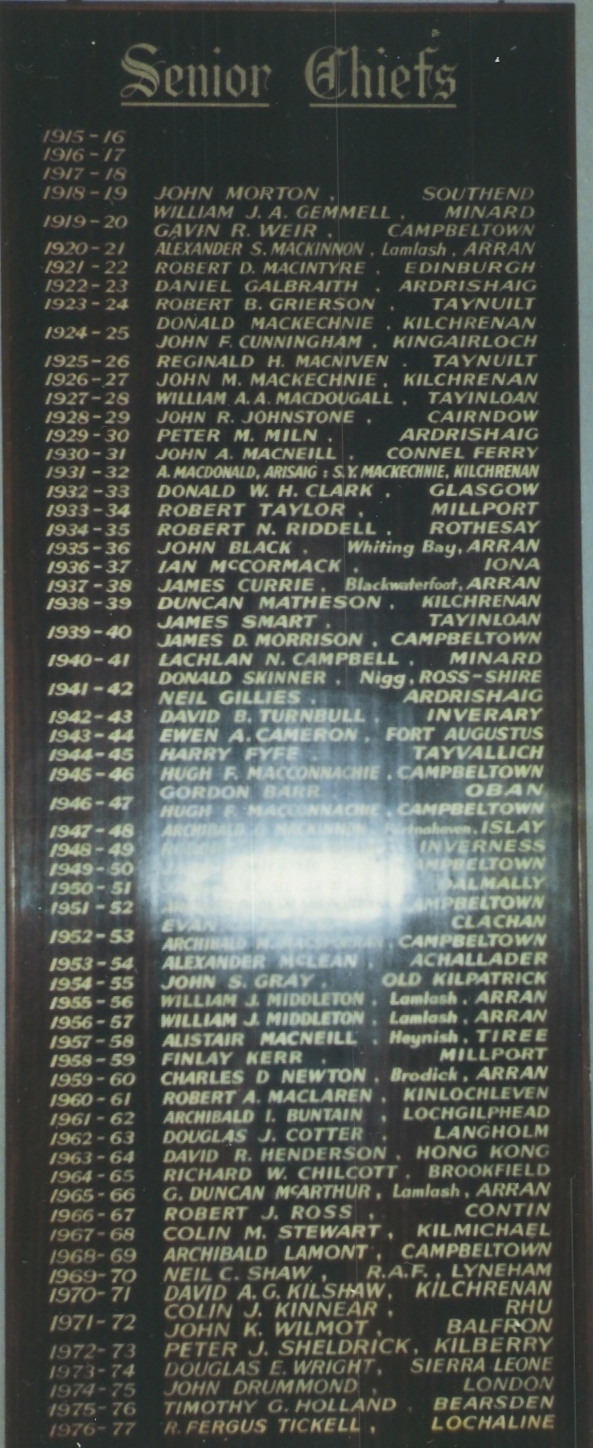 Senior Chiefs
1915-16
1916-17
1917-18
1918-19 JOHN MORTON, SOUTHEND
1919-20 WILLIAM J. A. GEMMELL, MINARD
GAVIN R. WEIR, CAMPBELTOWN
1920-21 ALEXANDER S. MACKINNON, Lamlash, ARRAN
1921-22 ROBERT D. MACINTYRE, EDINBURGH
1922-23 DANIEL GALBRAITH, ARDRISHAIG
1923-24 ROBERT B. GRIERSON, TAYNUILT
1924-25 DONALD MACKECHNIE, KILCHRENAN
JOHN F. CUNNINGHAM, KINGAIRLOCH
1925-26 REGINALD H. MACNIVEN. TAYNUILT
1926-27 JOHN M. MACKECHNIE, KILCHRENAN
1927-28 WILLIAM A. A. MACDOUGALL, TAYINLOAN
1928-29 JOHN R. JOHNSTONE, CAIRNDOW
1929-30 PETER M. MILN, ARDRISHAIG
1930-31 JOHN A. MACNEILL, CONNEL FERRY
1931-32 A. MACDONALD, ARISAIG : S.Y. MACKECHNIE, KILCHRENAN
1932-33 DONALD W. H. CLARK, GLASGOW
1933-34 ROBERT TAYLOR, MILLPORT
1934-35 ROBERT N. RIDDELL, ROTHESAY
1935-36 JOHN BLACK, Whiting Bay, ARRAN
1936-37 IAN McCORMACK, IONA
1937-38 JAMES CURRIE, Blackwaterfoot, ARRAN
1938-39 DUNCAN MATHESON, KILCHRENAN
1939-40 JAMES SMART, TAYINLOAN
JAMES D. MORRISON, CAMPBELTOWN
1940-41 LACHLAN N. CAMPBELL, MINARD
1941-42 DONALD SKINNER, Nigg, ROSS-SHIRE
NEIL GILLIES, ARDRISHAIG
1942-43 DAVID B. TURNBULL, INVERARY
1943-44 EWEN A. CAMERON, FORT AUGUSTUS
1944-45 HARRY FYFE, TAYVALLICH
1945-46 HUGH F. MACCONNACHIE, CAMPBELTOWN
1946-47 GORDON BARR OBAN
HUGH F. MACCONNACHIE, CAMPBELTOWN
1947-48 ARCHIBALD MACKINNON, Portnahaven, ISLAY
1948-49 INVERNESS
1949-50 CAMPBELTOWN
1950-51 DALMALLY
1951-52 CAMPBELTOWN
1952-53 EVAN CLACHAN
ARCHIBALD M. MACSPORRAN, CAMPBELTOWN
1953-54 ALEXANDER McLEAN, ACHALLADER
1954-55 JOHN S. GRAY, OLD KILPATRICK
1955-56 WILLIAM J. MIDDLETON, Lamlash, ARRAN
1956-57 WILLIAM J. MIDDLETON, Lamlash, ARRAN
1957-58 ALISTAIR MACNEILL, Heynish, TIREE
1958-59 FINLAY KERR, MILLPORT
1959-60 CHARLES D NEWTON, Brodick, ARRAN
1960-61 ROBERT A. MACLAREN, KINLOCHLEVEN
1961-62 ARCHIBALD I. BUNTAIN, LOCHGILPHEAD
1962-63 DOUGLAS J. COTTER, LANGHOLM
1963-64 DAVID R. HENDERSON, HONG KONG
1964-65 RICHARD W. CHILCOTT, BROOKFIELD
1965-66 G. DUNCAN McARTHUR, Lamlash, ARRAN
1966-67 ROBERT J. ROSS, CONTIN
1967-68 COLIN M. STEWART, KILMICHAEL
1968-69 ARCHIBALD LAMONT, CAMPBELTOWN
1969-70 NEIL C. SHAW, R.A.F., LYNEHAM
1970-71 DAVID A. G. KILSHAW, KILCHRENAN
1971-72 COLIN J. KINNEAR, RHU
JOHN K. WILMOT, BALFRON
1972-73 PETER J. SHELDRICK, KILBERRY
1973-74 DOUGLAS E. WRIGHT, SIERRA LEONE
1974-75 JOHN DRUMMOND, LONDON
1975-76 TIMOTHY G. HOLLAND, BEARSDEN
1976-77 R. FERGUS TICKELL, LOCHALINE